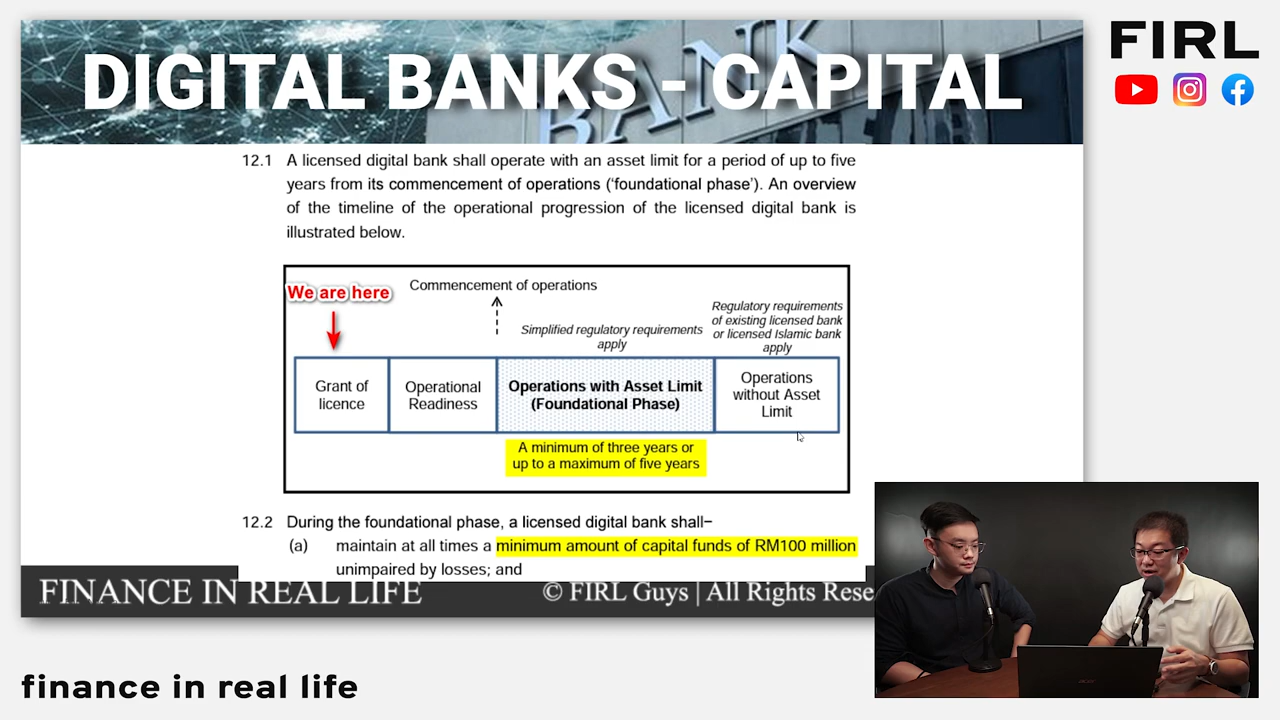 DIGITAL BANKS - CAPITAL
BANK
FIRL
12.1 A licensed digital bank shall operate with an asset limit for a period of up to five
years from its commencement of operations (‘foundational phase’). An overview
of the timeline of the operational progression of the licensed digital bank is
illustrated below.
We are here
Commencement of operations
Simplified regulatory requirements
apply
Regulatory requirements
of existing licensed bank
or licensed Islamic bank
apply
Grant of
licence
Operational
Readiness
Operations with Asset Limit
(Foundational Phase)
Operations
without Asset
Limit
A minimum of three years or
up to a maximum of five years
12.2 During the foundational phase, a licensed digital bank shall−
(a) maintain at all times a minimum amount of capital funds of RM100 million
unimpaired by losses; and
FINANCE IN REAL LIFE
© FIRL Guys | All Rights Rese
finance in real life
acer